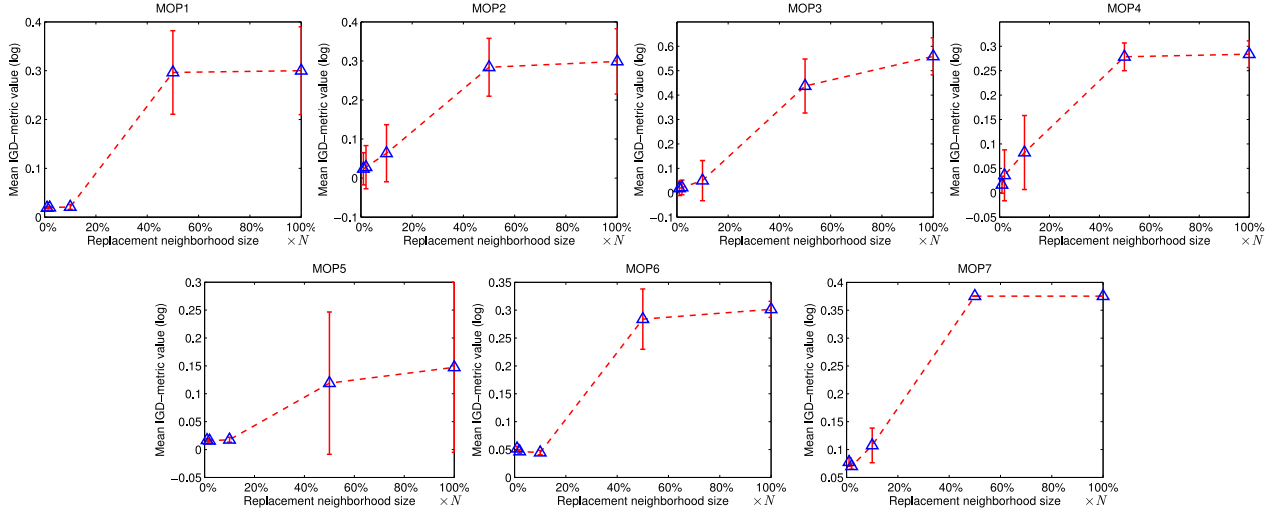 MOP1
Mean IGD-metric value (log)
0.4
0.3
0.2
0.1
0
0% 20% 40% 60% 80% 100%
Replacement neighborhood size ×N
MOP2
Mean IGD-metric value (log)
0.4
0.3
0.2
0.1
0
−0.1
0% 20% 40% 60% 80% 100%
Replacement neighborhood size ×N
MOP3
Mean IGD-metric value (log)
0.6
0.5
0.4
0.3
0.2
0.1
0
−0.1
0% 20% 40% 60% 80% 100%
Replacement neighborhood size ×N
MOP4
Mean IGD-metric value (log)
0.3
0.25
0.2
0.15
0.1
0.05
0
−0.05
0% 20% 40% 60% 80% 100%
Replacement neighborhood size ×N
MOP5
Mean IGD-metric value (log)
0.3
0.25
0.2
0.15
0.1
0.05
0
−0.05
0% 20% 40% 60% 80% 100%
Replacement neighborhood size ×N
MOP6
Mean IGD-metric value (log)
0.35
0.3
0.25
0.2
0.15
0.1
0.05
0
0% 20% 40% 60% 80% 100%
Replacement neighborhood size ×N
MOP7
Mean IGD-metric value (log)
0.4
0.35
0.3
0.25
0.2
0.15
0.1
0.05
0% 20% 40% 60% 80% 100%
Replacement neighborhood size ×N